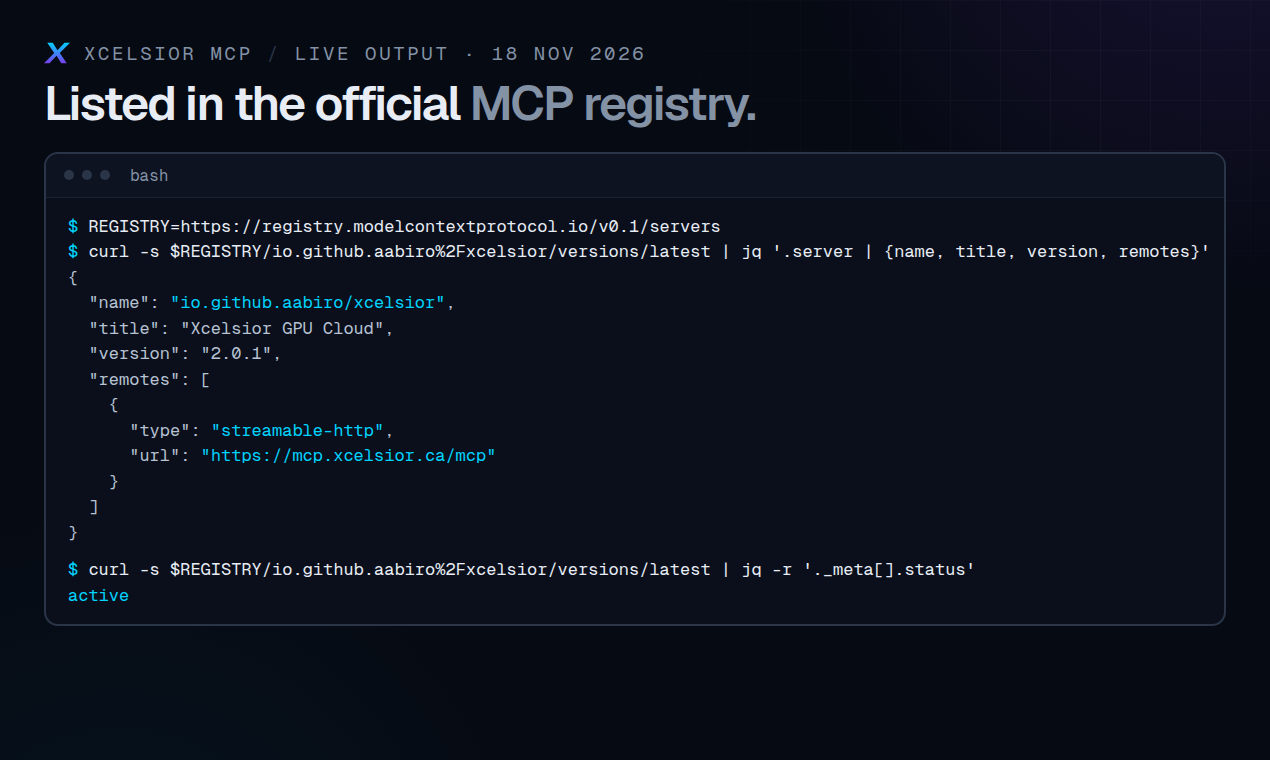 XCELSIOR MCP / LIVE OUTPUT · 18 NOV 2026
Listed in the official MCP registry.
bash
$ REGISTRY=https://registry.modelcontextprotocol.io/v0.1/servers
$ curl -s $REGISTRY/io.github.aabiro%2Fxcelsior/versions/latest | jq '.server | {name, title, version, remotes}'
{
  "name": "io.github.aabiro/xcelsior",
  "title": "Xcelsior GPU Cloud",
  "version": "2.0.1",
  "remotes": [
    {
      "type": "streamable-http",
      "url": "https://mcp.xcelsior.ca/mcp"
    }
  ]
}
$ curl -s $REGISTRY/io.github.aabiro%2Fxcelsior/versions/latest | jq -r '._meta[].status'
active